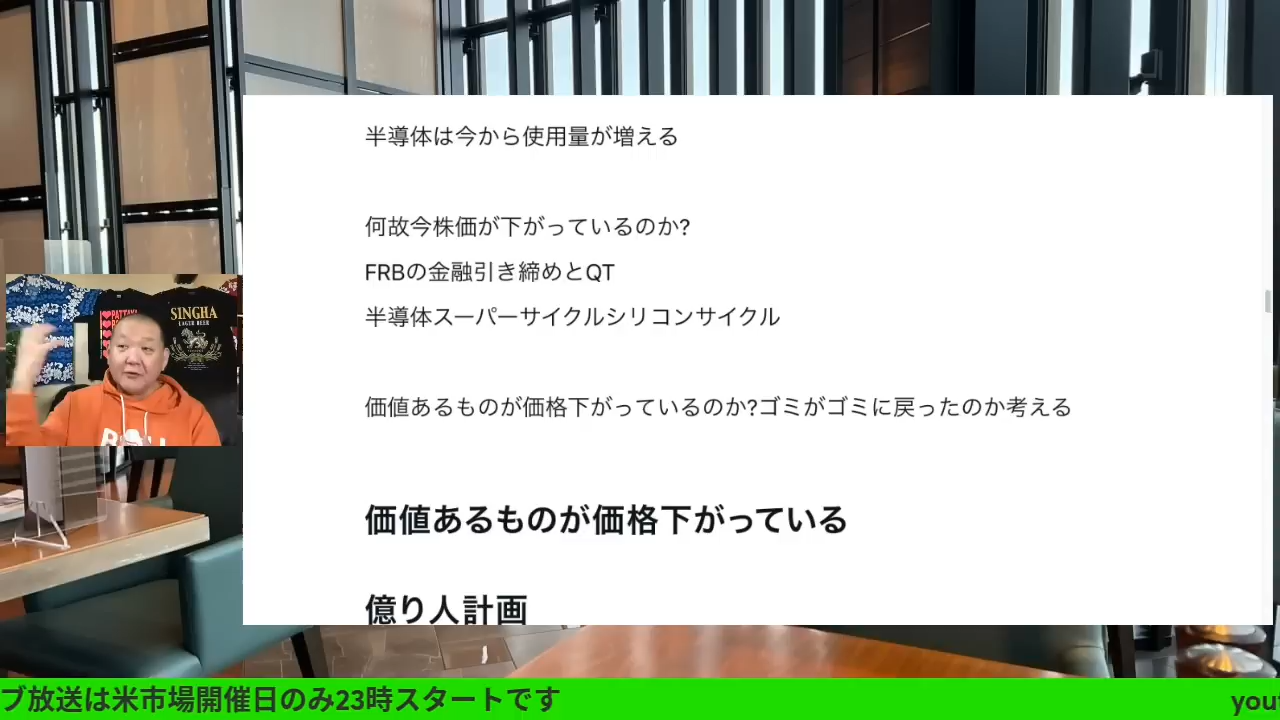 半導体は今から使用量が増える
何故今株価が下がっているのか?
FRBの金融引き締めとQT
半導体スーパーサイクルシリコンサイクル
価値あるものが価格下がっているのか?ゴミがゴミに戻ったのか考える
価値あるものが価格下がっている
億り人計画
SINGHA
LAGER BEER
PATTAYA
ブ放送は米市場開催日のみ23時スタートです
you